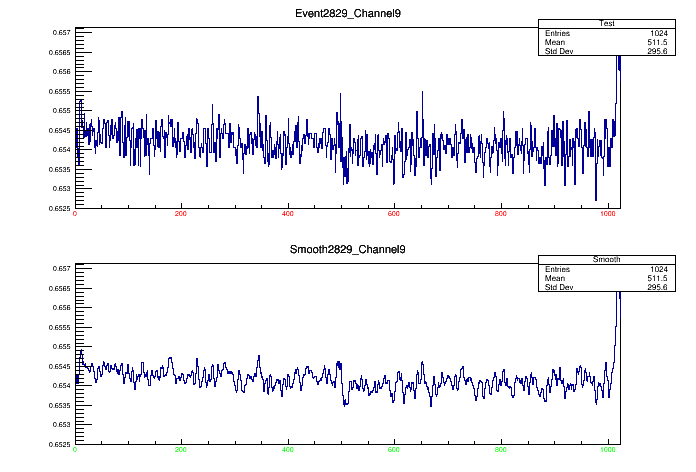 Event2829_Channel9
Test
Entries 1024
Mean 511.5
Std Dev 295.6
0.657
0.6565
0.656
0.6555
0.655
0.6545
0.654
0.6535
0.653
0.6525
0 200 400 600 800 1000
Smooth2829_Channel9
Smooth
Entries 1024
Mean 511.5
Std Dev 295.6
0.657
0.6565
0.656
0.6555
0.655
0.6545
0.654
0.6535
0.653
0.6525
0 200 400 600 800 1000